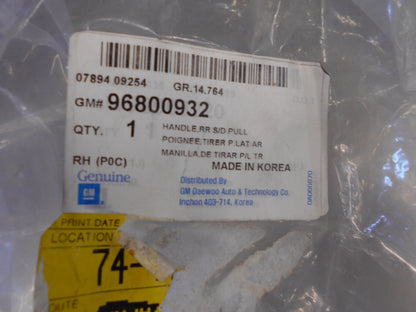 07894 09254 GR.14.764
GM# 96800932
QTY. 1 HANDLE,RR S/D,PULL
POIGNEE,TIRER P.LAT AR
MANILLA,DE TIRAR P/L TR
RH (P0C) MADE IN KOREA
Genuine
GM
Distributed By
GM Daewoo Auto & Technology Co.
Inchon 403-714, Korea
PRINT DATE
LOCATION
74-